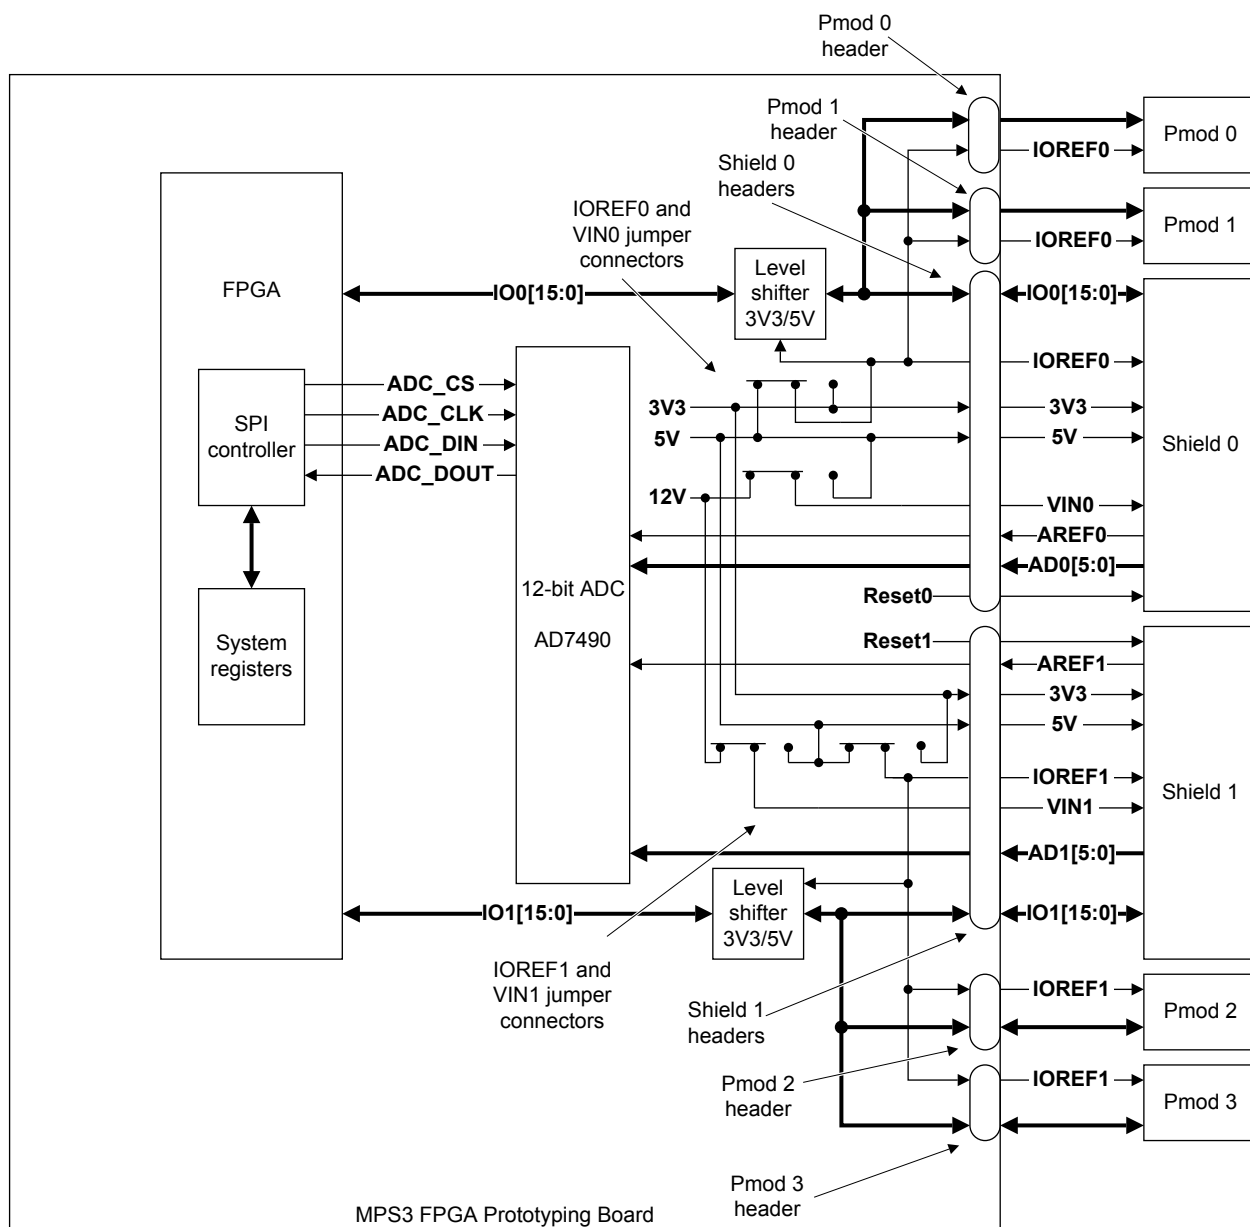 Pmod 0
header
Pmod 1
header
Shield 0
headers
IOREF0 and
VIN0 jumper
connectors
Pmod 0
IOREF0
Pmod 1
IOREF0
FPGA
IO0[15:0]
Level
shifter
3V3/5V
IO0[15:0]
IOREF0
SPI
controller
ADC_CS
ADC_CLK
ADC_DIN
ADC_DOUT
3V3
5V
12V
3V3
5V
Shield 0
VIN0
AREF0
AD0[5:0]
Reset0
12-bit ADC
AD7490
System
registers
Reset1
AREF1
3V3
5V
IOREF1
VIN1
Shield 1
AD1[5:0]
IO1[15:0]
Level
shifter
3V3/5V
IO1[15:0]
IOREF1 and
VIN1 jumper
connectors
Shield 1
headers
IOREF1
Pmod 2
Pmod 2
header
IOREF1
Pmod 3
Pmod 3
header
MPS3 FPGA Prototyping Board